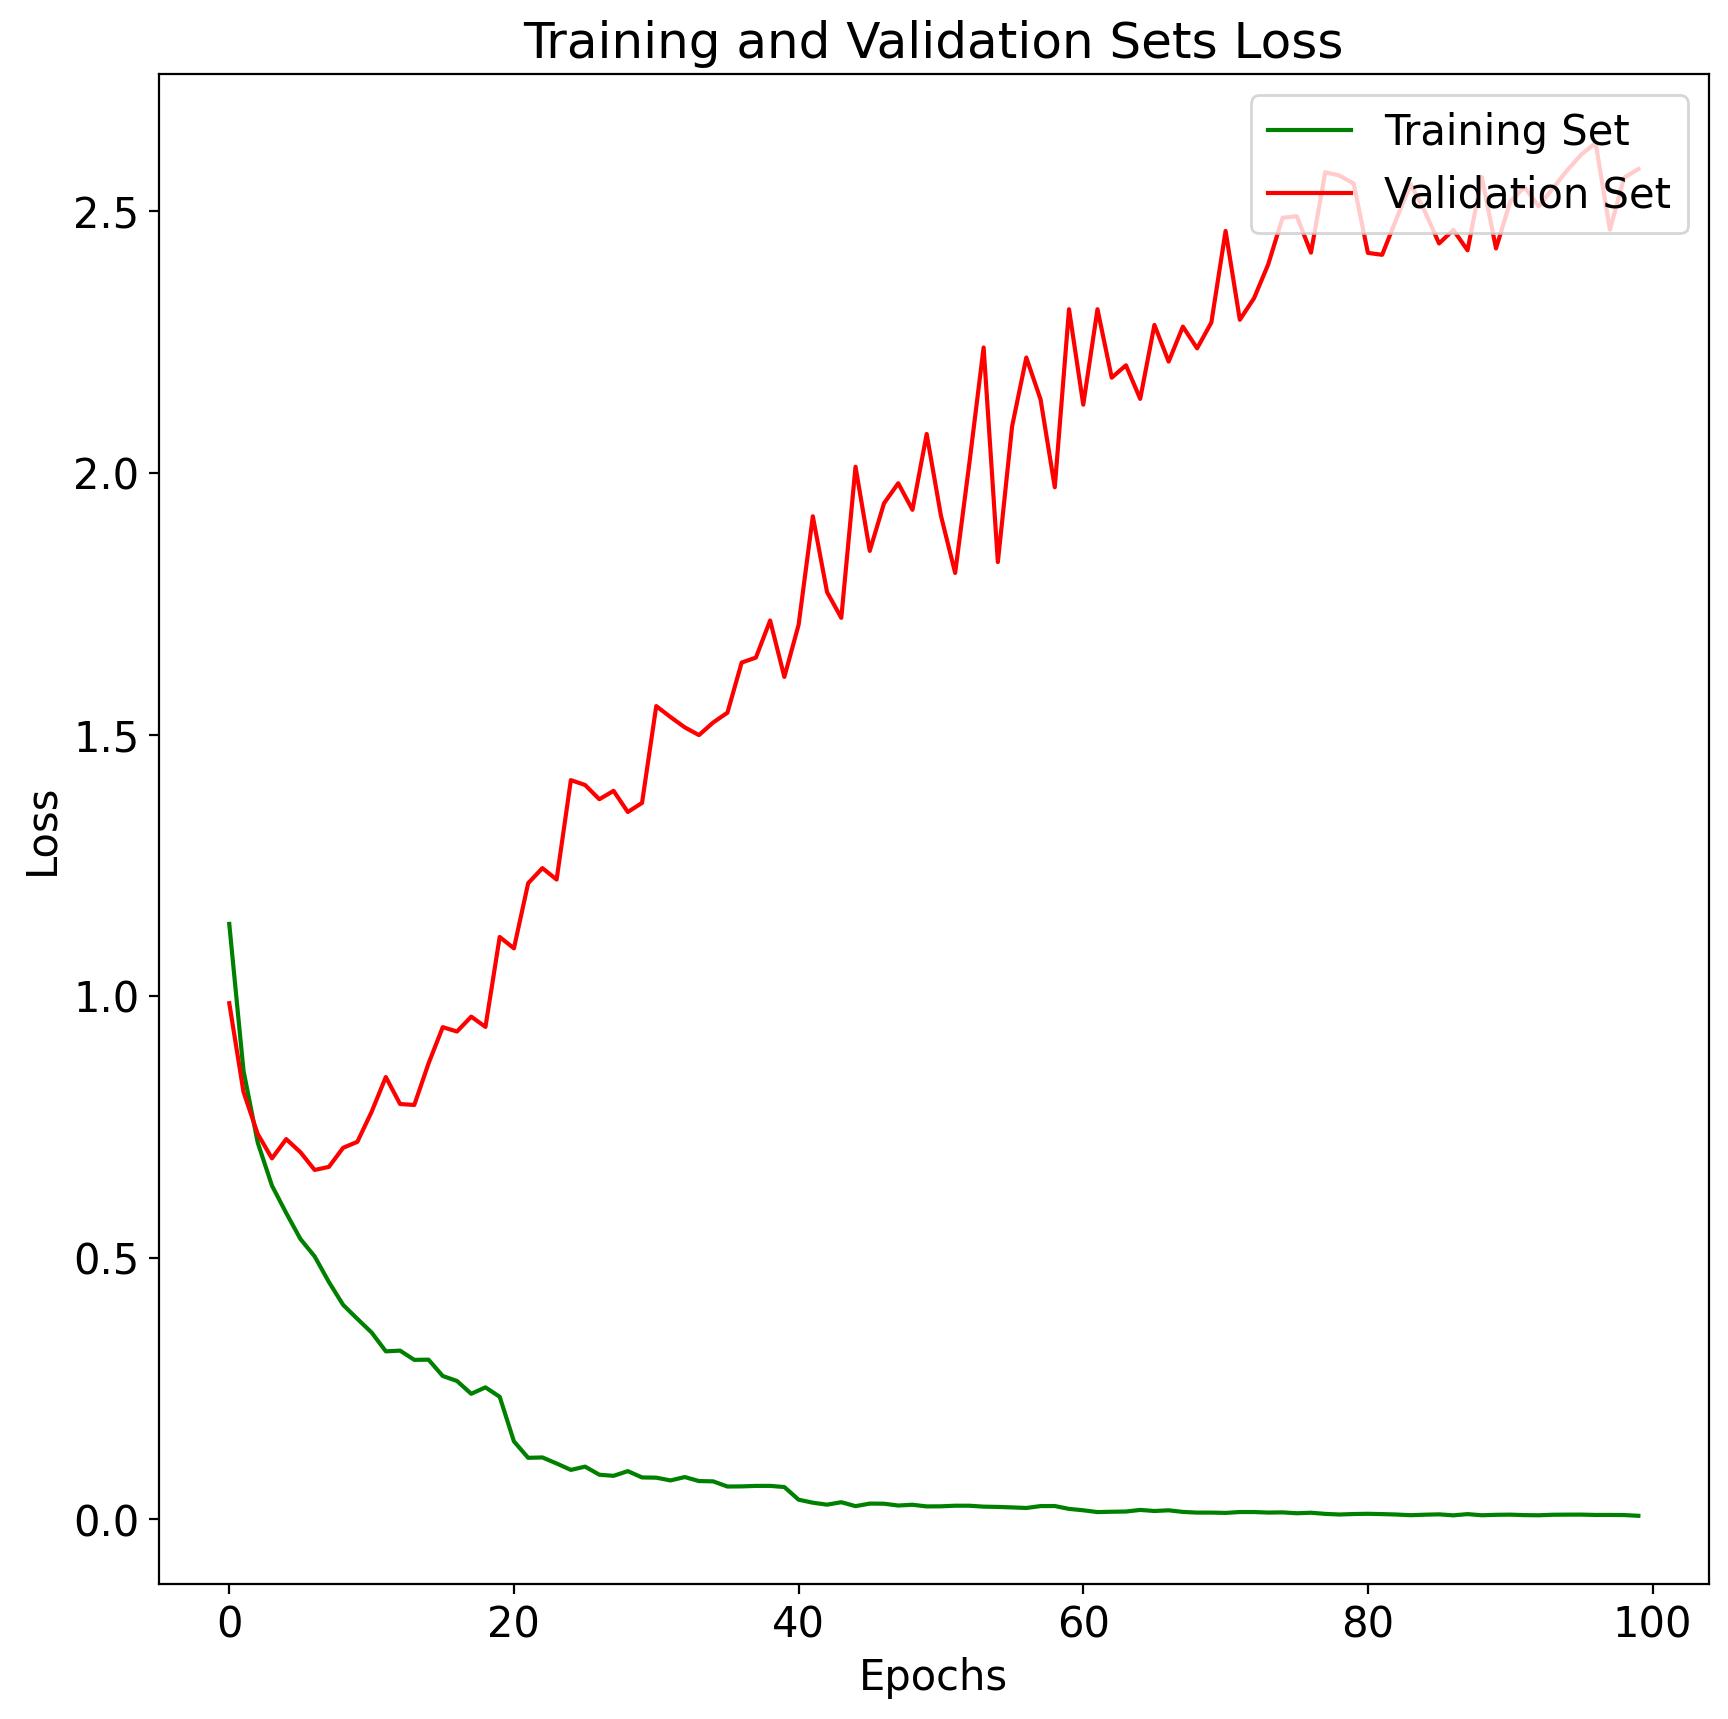 Training and Validation Sets Loss
Training Set
Validation Set
2.5
2.0
1.5
1.0
0.5
0.0
Loss
0 20 40 60 80 100
Epochs